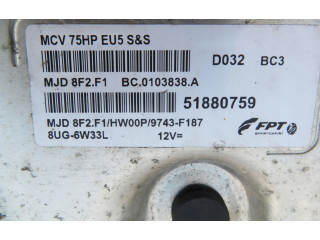 MCV 75HP EU5 S&S
D032 BC3
MJD 8F2.F1 BC.0103838.A
51880759
MJD 8F2.F1/HW00P/9743-F187
8UG-6W33L 12V=
FPT